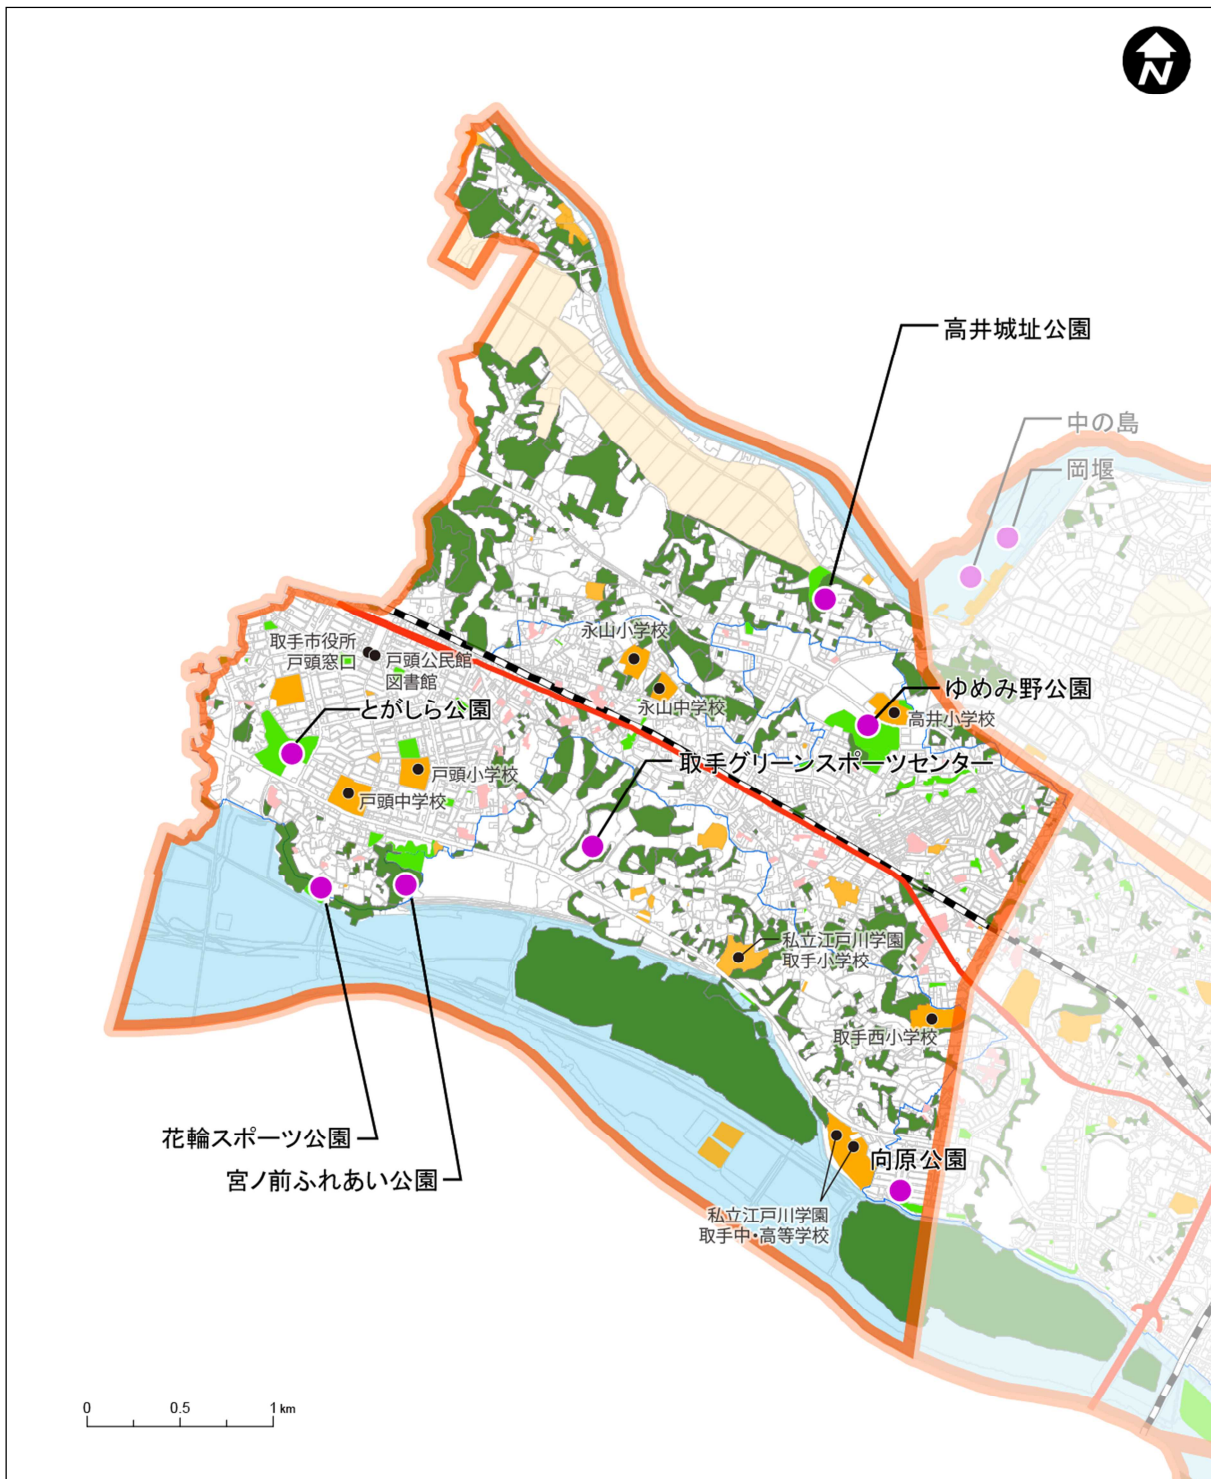 N
高井城址公園
中の島
岡堰
永山小学校
取手市役所
戸頭窓口
戸頭公民館
図書館
永山中学校
ゆめみ野公園
高井小学校
とがしら公園
取手グリーンスポーツセンター
戸頭小学校
戸頭中学校
私立江戸川学園
取手小学校
取手西小学校
花輪スポーツ公園
宮ノ前ふれあい公園
向原公園
私立江戸川学園
取手中・高等学校
0 0.5 1 km